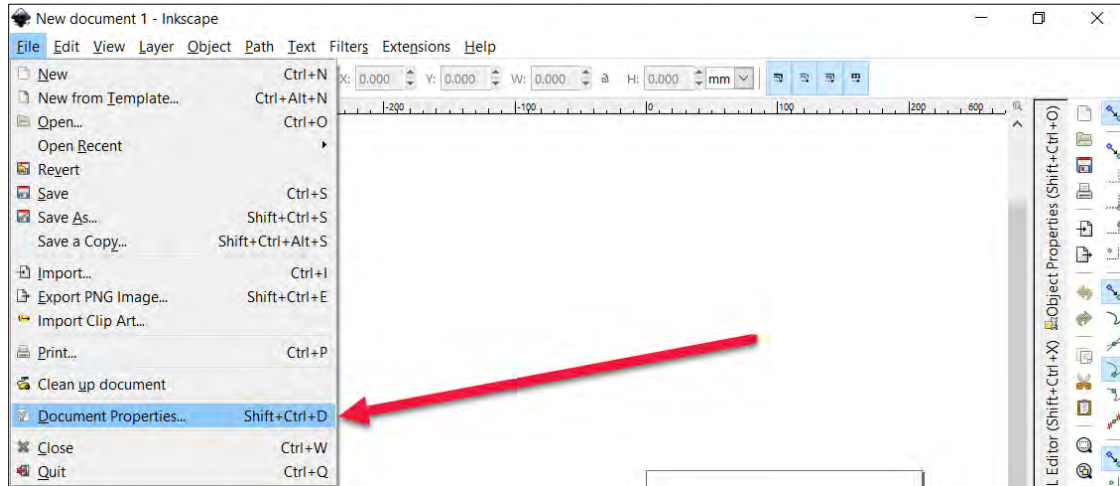 New document 1 - Inkscape
File Edit View Layer Object Path Text Filters Extensions Help
New Ctrl+N
X: 0.000 Y: 0.000 W: 0.000 H: 0.000 mm
New from Template... Ctrl+Alt+N
-200 -100 0 100 200 600
Open... Ctrl+O
Open Recent
Revert
Save Ctrl+S
Save As... Shift+Ctrl+S
Save a Copy... Shift+Ctrl+Alt+S
Import... Ctrl+I
Export PNG Image... Shift+Ctrl+E
Import Clip Art...
Print... Ctrl+P
Clean up document
Document Properties... Shift+Ctrl+D
Close Ctrl+W
Quit Ctrl+Q
Object Properties (Shift+Ctrl+O)
L Editor (Shift+Ctrl+X)